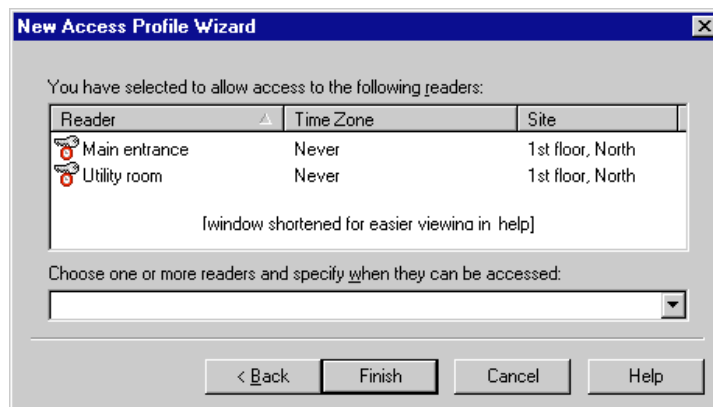 New Access Profile Wizard
You have selected to allow access to the following readers:
Reader Time Zone Site
Main entrance Never 1st floor, North
Utility room Never 1st floor, North
[window shortened for easier viewing in help]
Choose one or more readers and specify when they can be accessed:
< Back Finish Cancel Help